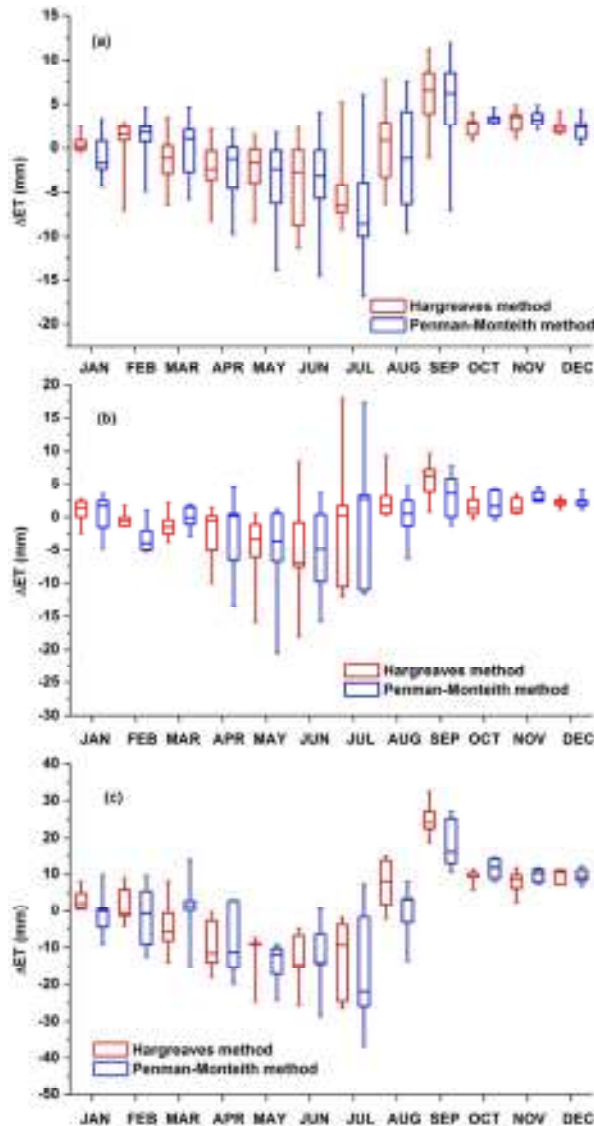 (a)
15
10
5
0
-5
-10
-15
-20
ΔET (mm)
Hargreaves method
Penman-Monteith method
JAN FEB MAR APR MAY JUN JUL AUG SEP OCT NOV DEC
(b)
20
15
10
5
0
-5
-10
-15
-20
-25
-30
ΔET (mm)
Hargreaves method
Penman-Monteith method
JAN FEB MAR APR MAY JUN JUL AUG SEP OCT NOV DEC
(c)
40
30
20
10
0
-10
-20
-30
-40
-50
ΔET (mm)
Hargreaves method
Penman-Monteith method
JAN FEB MAR APR MAY JUN JUL AUG SEP OCT NOV DEC